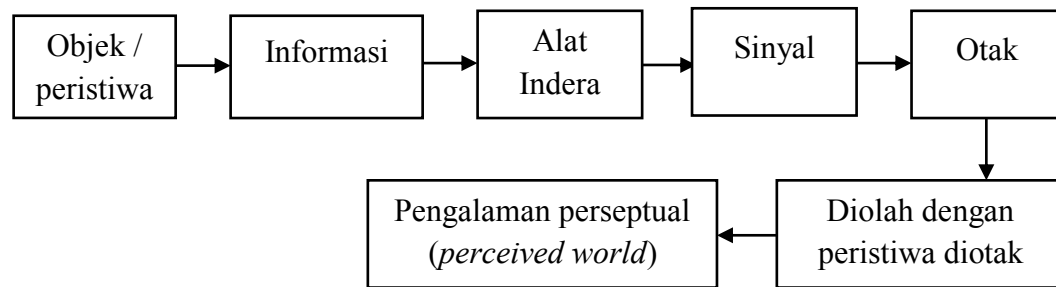 Objek /
peristiwa
Informasi
Alat
Indera
Sinyal
Otak
Diolah dengan
peristiwa diotak
Pengalaman perseptual
(perceived world)